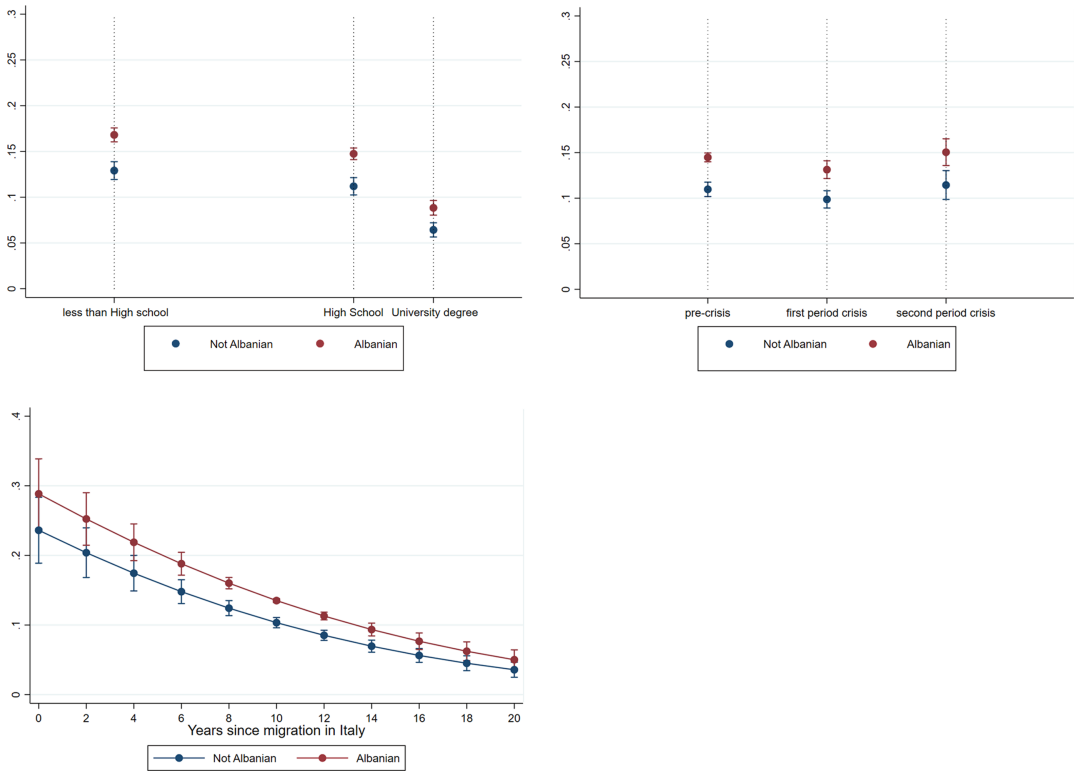 .3
.25
.2
.15
.1
.05
0
less than High school High School University degree
Not Albanian Albanian
.3
.25
.2
.15
.1
.05
0
pre-crisis first period crisis second period crisis
Not Albanian Albanian
.4
.3
.2
.1
0
0 2 4 6 8 10 12 14 16 18 20
Years since migration in Italy
Not Albanian Albanian